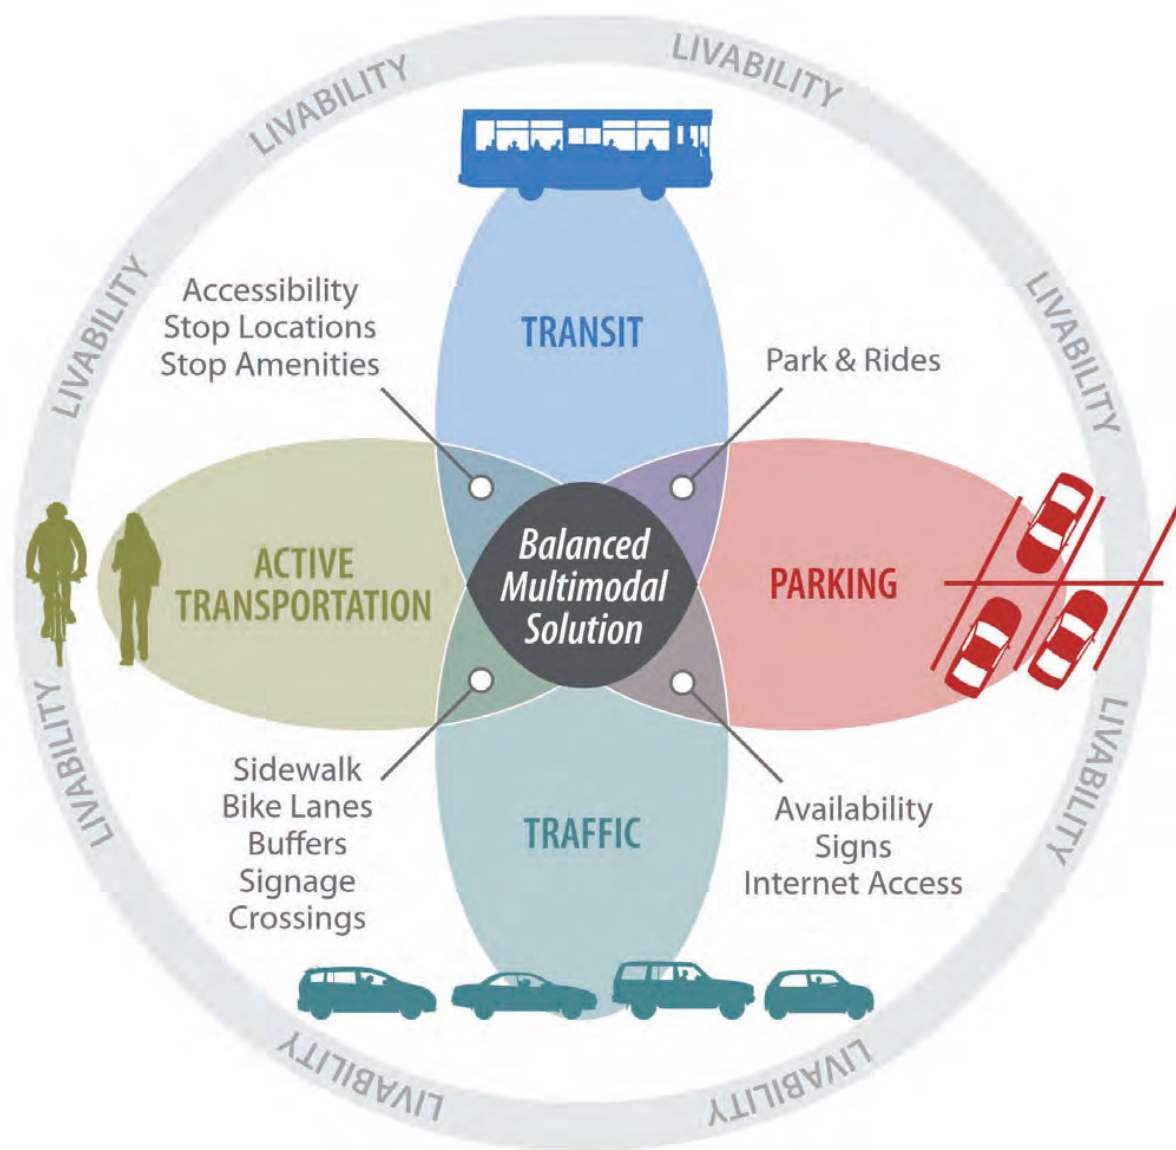 LIVABILITY
LIVABILITY
LIVABILITY
LIVABILITY
Accessibility
Stop Locations
Stop Amenities
TRANSIT
Park & Rides
ACTIVE
TRANSPORTATION
Balanced
Multimodal
Solution
PARKING
LIVABILITY
LIVABILITY
Sidewalk
Bike Lanes
Buffers
Signage
Crossings
TRAFFIC
Availability
Signs
Internet Access
LIVABILITY
LIVABILITY